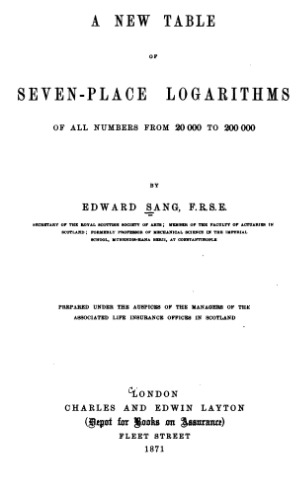 A NEW TABLE
OF
SEVEN-PLACE LOGARITHMS
OF ALL NUMBERS FROM 20 000 TO 200 000
BY
EDWARD SANG, F.R.S.E.
SECRETARY OF THE ROYAL SCOTTISH SOCIETY OF ARTS; MEMBER OF THE FACULTY OF ACTUARIES IN
SCOTLAND; FORMERLY PROFESSOR OF MECHANICAL SCIENCE IN THE IMPERIAL
SCHOOL, MUHENDIS-HANA BERII, AT CONSTANTINOPLE
PREPARED UNDER THE AUSPICES OF THE MANAGERS OF THE
ASSOCIATED LIFE INSURANCE OFFICES IN SCOTLAND
LONDON
CHARLES AND EDWIN LAYTON
(Depot for Books on Assurance)
FLEET STREET
1871